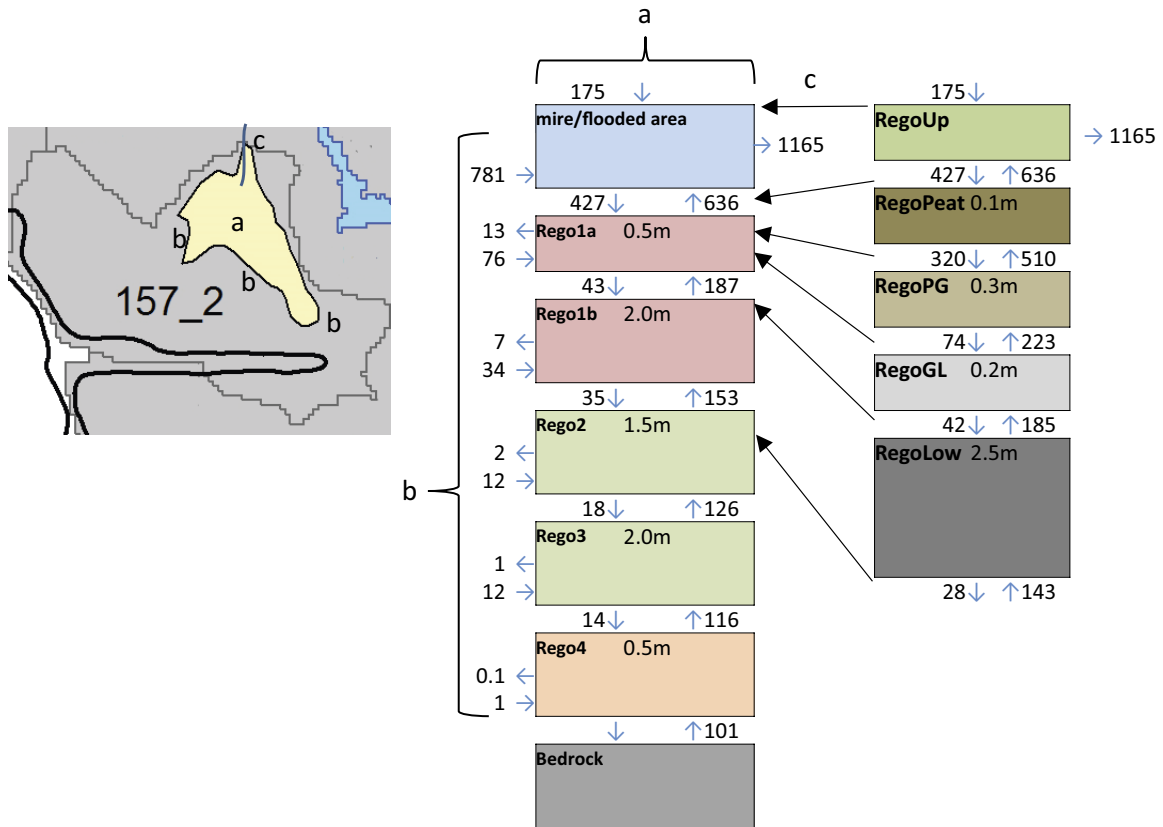 a
c
175 ↓
175 ↓
mire/flooded area
RegoUp
→ 1165
→ 1165
781 →
427 ↓ ↑ 636
427 ↓ ↑ 636
13 ←
Rego1a 0.5m
RegoPeat 0.1m
76 →
320 ↓ ↑ 510
43 ↓ ↑ 187
RegoPG 0.3m
Rego1b 2.0m
7 ←
74 ↓ ↑ 223
34 →
RegoGL 0.2m
35 ↓ ↑ 153
42 ↓ ↑ 185
Rego2 1.5m
RegoLow 2.5m
2 ←
12 →
b
18 ↓ ↑ 126
Rego3 2.0m
1 ←
12 →
28 ↓ ↑ 143
14 ↓ ↑ 116
Rego4 0.5m
0.1 ←
1 →
↓ ↑ 101
Bedrock
c
a
b
b
b
157_2